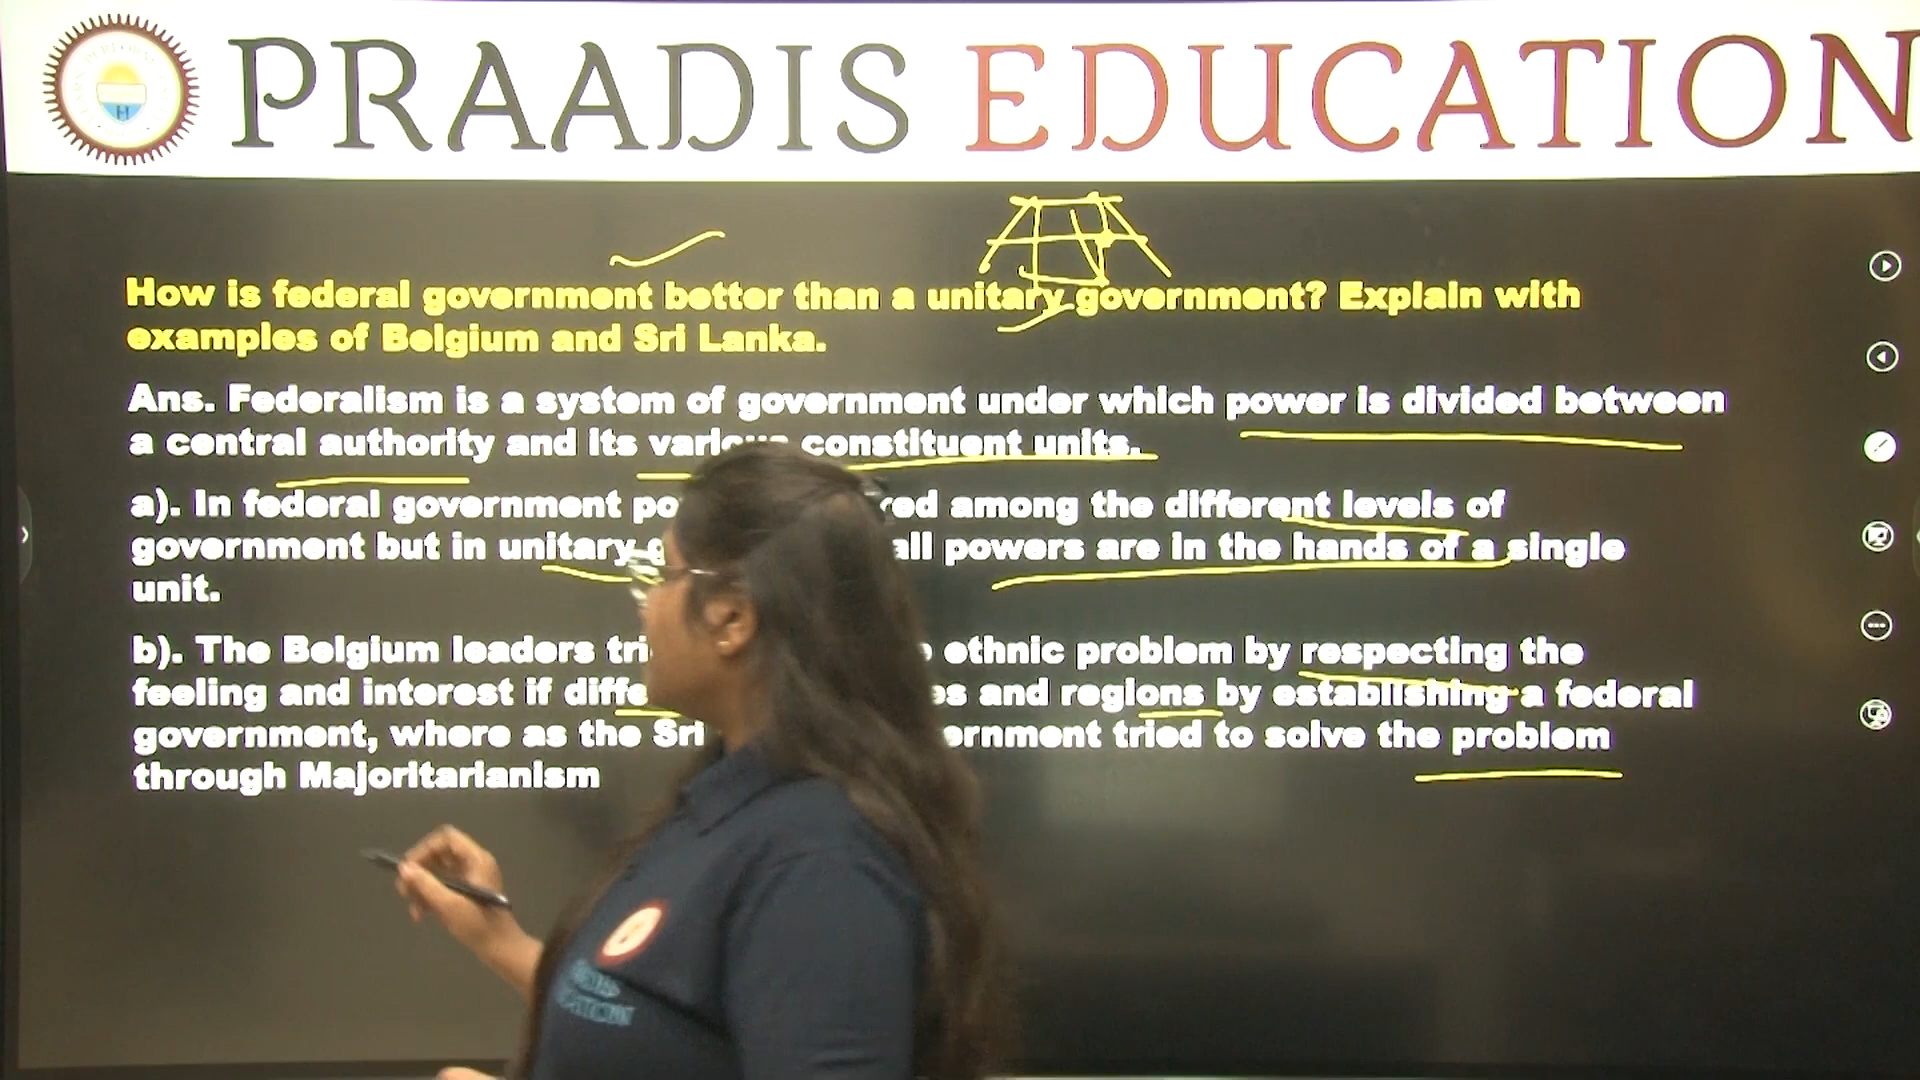 PRAADIS EDUCATION
How is federal government better than a unitary government? Explain with
examples of Belgium and Sri Lanka.
Ans. Federalism is a system of government under which power is divided between
a central authority and its various constituent units.
a). In federal government among the different levels of
government but in unitary all powers are in the hands of a single
unit.
b). The Belgium leaders ethnic problem by respecting the
feeling and interest if and regions by establishing a federal
government, where as the Sri tried to solve the problem
through Majoritarianism